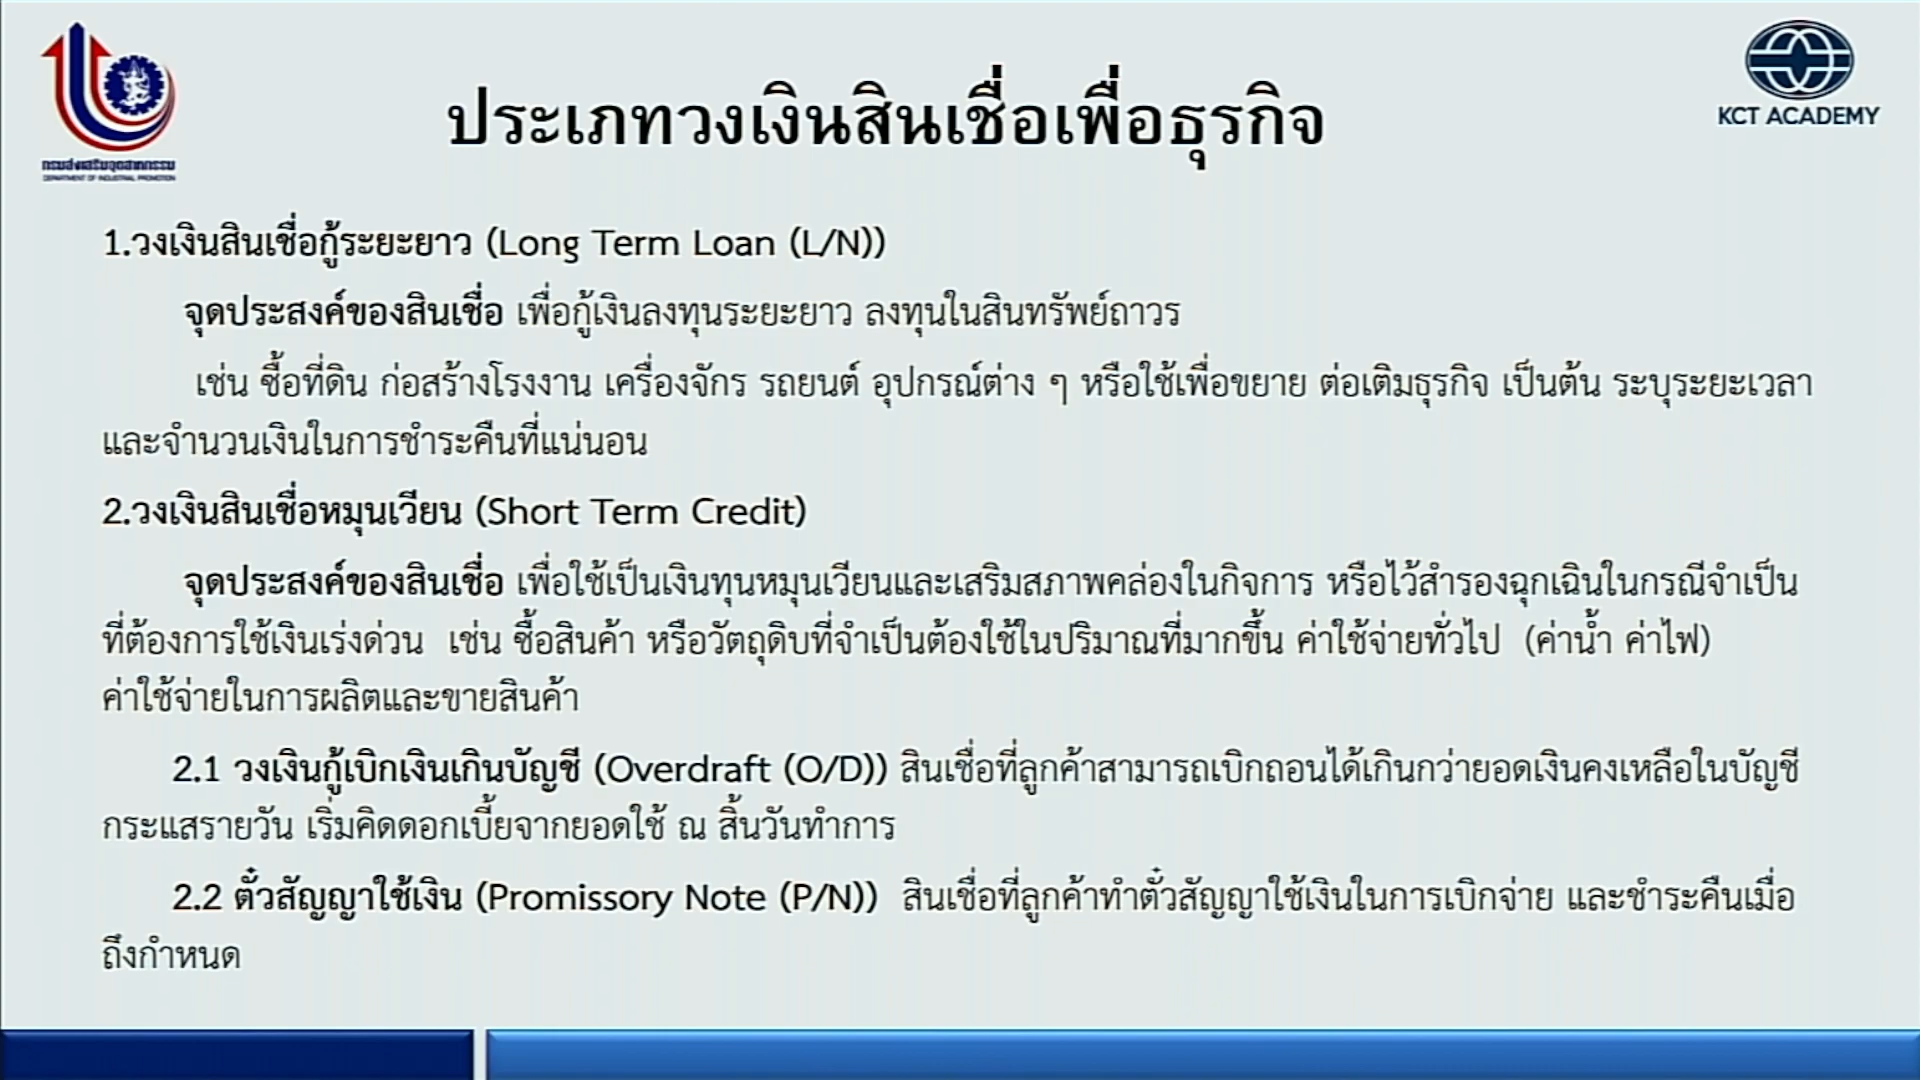 กรมส่งเสริมอุตสาหกรรม
DEPARTMENT OF INDUSTRIAL PROMOTION
KCT ACADEMY
ประเภทวงเงินสินเชื่อเพื่อธุรกิจ
1.วงเงินสินเชื่อกู้ระยะยาว (Long Term Loan (L/N))
จุดประสงค์ของสินเชื่อ เพื่อกู้เงินลงทุนระยะยาว ลงทุนในสินทรัพย์ถาวร
เช่น ซื้อที่ดิน ก่อสร้างโรงงาน เครื่องจักร รถยนต์ อุปกรณ์ต่าง ๆ หรือใช้เพื่อขยาย ต่อเติมธุรกิจ เป็นต้น ระบุระยะเวลา
และจำนวนเงินในการชำระคืนที่แน่นอน
2.วงเงินสินเชื่อหมุนเวียน (Short Term Credit)
จุดประสงค์ของสินเชื่อ เพื่อใช้เป็นเงินทุนหมุนเวียนและเสริมสภาพคล่องในกิจการ หรือไว้สำรองฉุกเฉินในกรณีจำเป็น
ที่ต้องการใช้เงินเร่งด่วน เช่น ซื้อสินค้า หรือวัตถุดิบที่จำเป็นต้องใช้ในปริมาณที่มากขึ้น ค่าใช้จ่ายทั่วไป (ค่าน้ำ ค่าไฟ)
ค่าใช้จ่ายในการผลิตและขายสินค้า
2.1 วงเงินกู้เบิกเงินเกินบัญชี (Overdraft (O/D)) สินเชื่อที่ลูกค้าสามารถเบิกถอนได้เกินกว่ายอดเงินคงเหลือในบัญชี
กระแสรายวัน เริ่มคิดดอกเบี้ยจากยอดใช้ ณ สิ้นวันทำการ
2.2 ตั๋วสัญญาใช้เงิน (Promissory Note (P/N)) สินเชื่อที่ลูกค้าทำตั๋วสัญญาใช้เงินในการเบิกจ่าย และชำระคืนเมื่อ
ถึงกำหนด